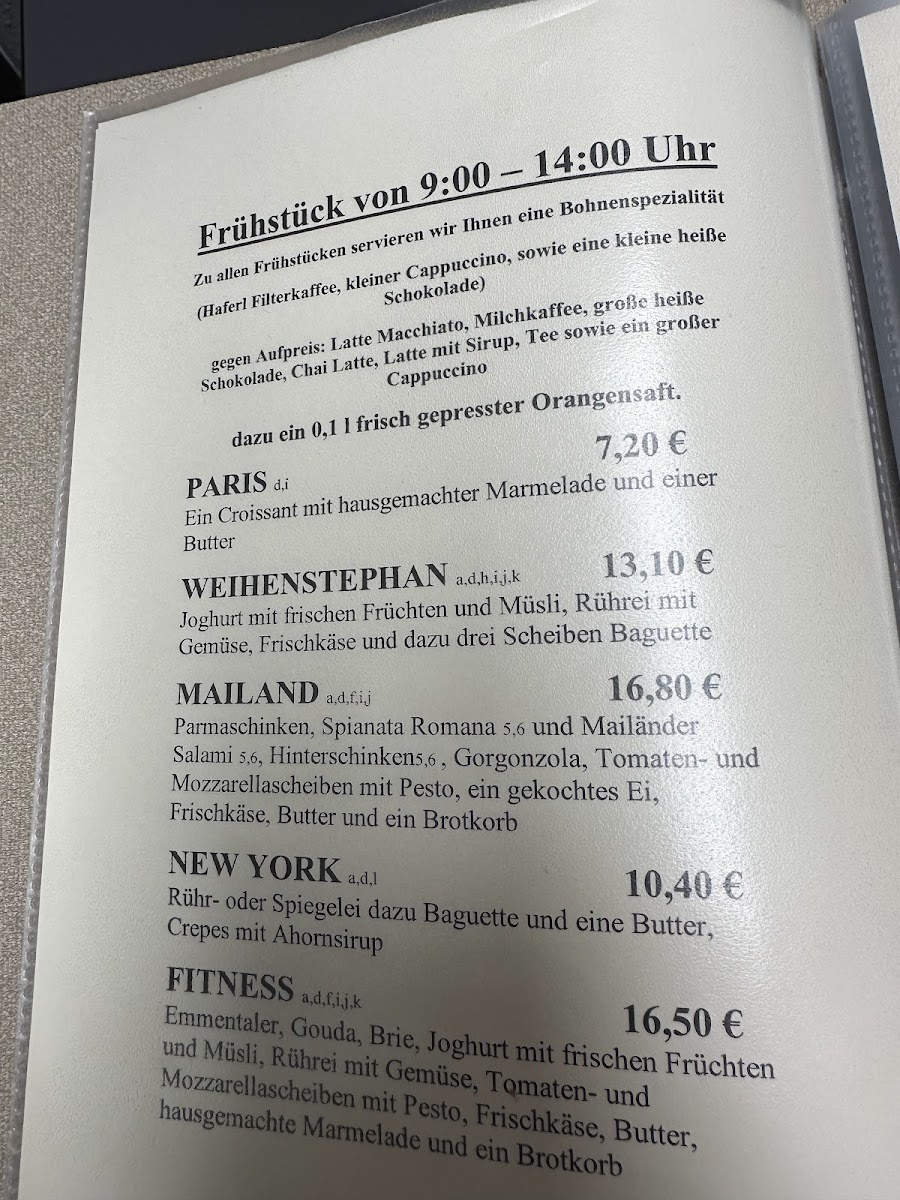 Frühstück von 9:00 – 14:00 Uhr
Zu allen Frühstücken servieren wir Ihnen eine Bohnenspezialität
(Haferl Filterkaffee, kleiner Cappuccino, sowie eine kleine heiße
Schokolade)
gegen Aufpreis: Latte Macchiato, Milchkaffee, große heiße
Schokolade, Chai Latte, Latte mit Sirup, Tee sowie ein großer
Cappuccino
dazu ein 0,1 l frisch gepresster Orangensaft.
PARIS d,i 7,20 €
Ein Croissant mit hausgemachter Marmelade und einer
Butter
WEIHENSTEPHAN a,d,h,i,j,k 13,10 €
Joghurt mit frischen Früchten und Müsli, Rührei mit
Gemüse, Frischkäse und dazu drei Scheiben Baguette
MAILAND a,d,f,i,j 16,80 €
Parmaschinken, Spianata Romana 5,6 und Mailänder
Salami 5,6, Hinterschinken5,6 , Gorgonzola, Tomaten- und
Mozzarellascheiben mit Pesto, ein gekochtes Ei,
Frischkäse, Butter und ein Brotkorb
NEW YORK a,d,l 10,40 €
Rühr- oder Spiegelei dazu Baguette und eine Butter,
Crepes mit Ahornsirup
FITNESS a,d,f,i,j,k 16,50 €
Emmentaler, Gouda, Brie, Joghurt mit frischen Früchten
und Müsli, Rührei mit Gemüse, Tomaten- und
Mozzarellascheiben mit Pesto, Frischkäse, Butter,
hausgemachte Marmelade und ein Brotkorb